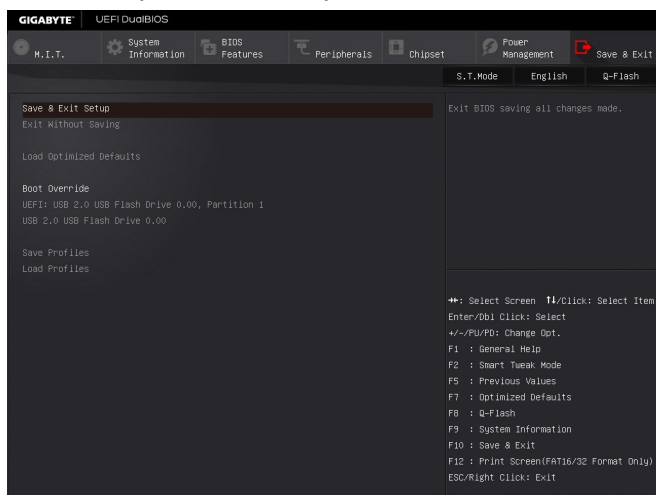 GIGABYTE™ UEFI DualBIOS
M.I.T.
System Information
BIOS Features
Peripherals
Chipset
Power Management
Save & Exit
S.T.Mode English Q-Flash
Save & Exit Setup
Exit Without Saving
Load Optimized Defaults
Boot Override
UEFI: USB 2.0 USB Flash Drive 0.00, Partition 1
USB 2.0 USB Flash Drive 0.00
Save Profiles
Load Profiles
Exit BIOS saving all changes made.
→←: Select Screen ↑↓/Click: Select Item
Enter/Dbl Click: Select
+/-/PU/PD: Change Opt.
F1 : General Help
F2 : Smart Tweak Mode
F5 : Previous Values
F7 : Optimized Defaults
F8 : Q-Flash
F9 : System Information
F10 : Save & Exit
F12 : Print Screen(FAT16/32 Format Only)
ESC/Right Click: Exit